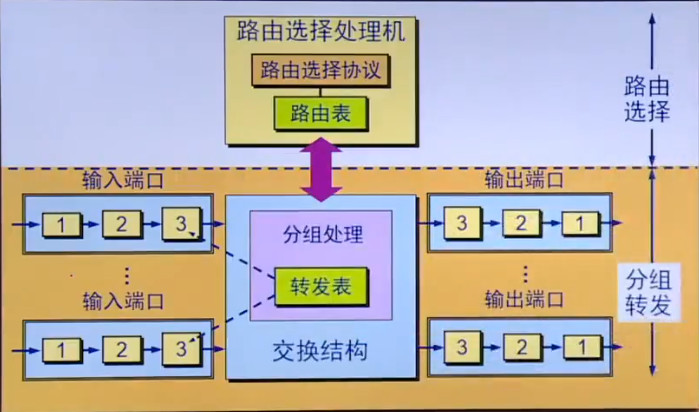 路由选择处理机
路由选择协议
路由表
路由
选择
输入端口
1 2 3
⋮
输入端口
1 2 3
分组处理
转发表
交换结构
输出端口
3 2 1
⋮
输出端口
3 2 1
分组
转发